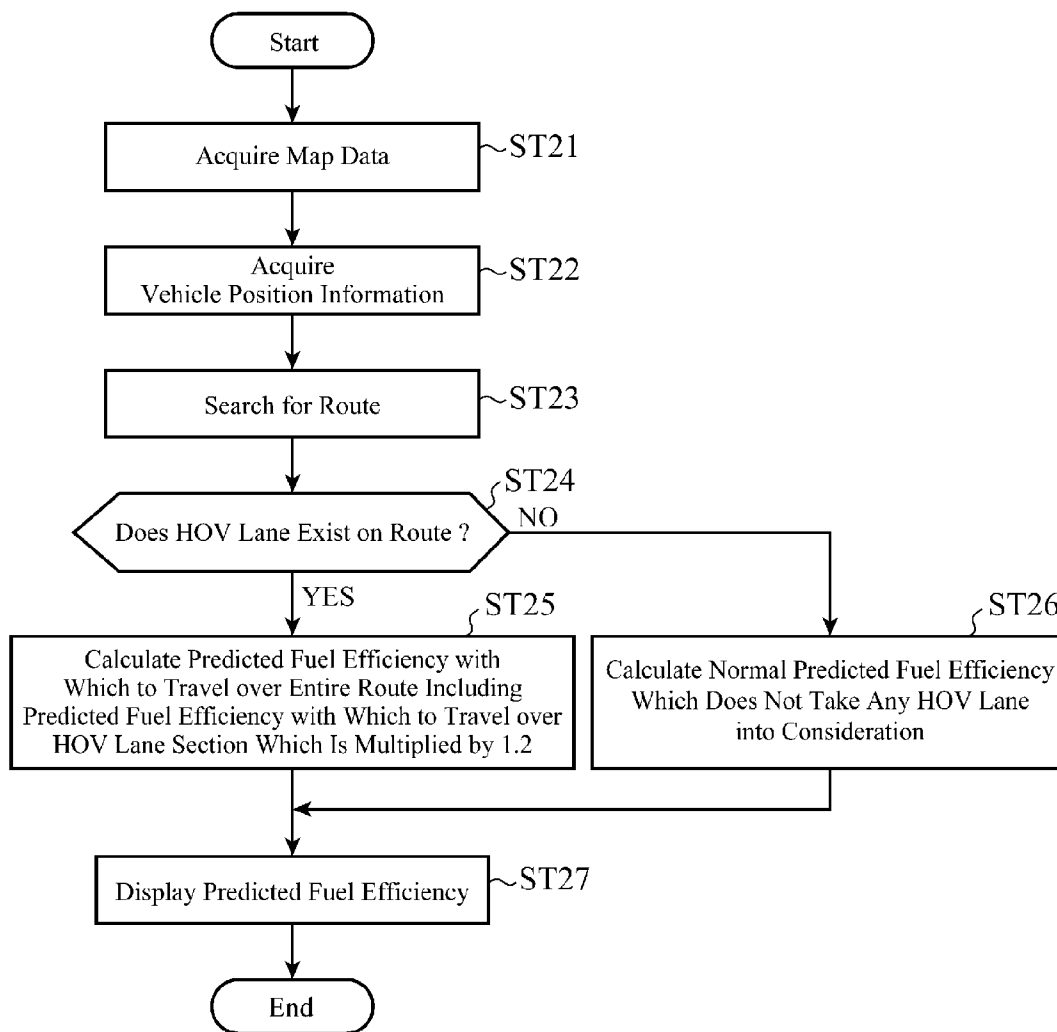 Start
Acquire Map Data
ST21
Acquire
Vehicle Position Information
ST22
Search for Route
ST23
ST24
Does HOV Lane Exist on Route ?
NO
YES
ST25
Calculate Predicted Fuel Efficiency with
Which to Travel over Entire Route Including
Predicted Fuel Efficiency with Which to Travel over
HOV Lane Section Which Is Multiplied by 1.2
ST26
Calculate Normal Predicted Fuel Efficiency
Which Does Not Take Any HOV Lane
into Consideration
Display Predicted Fuel Efficiency
ST27
End